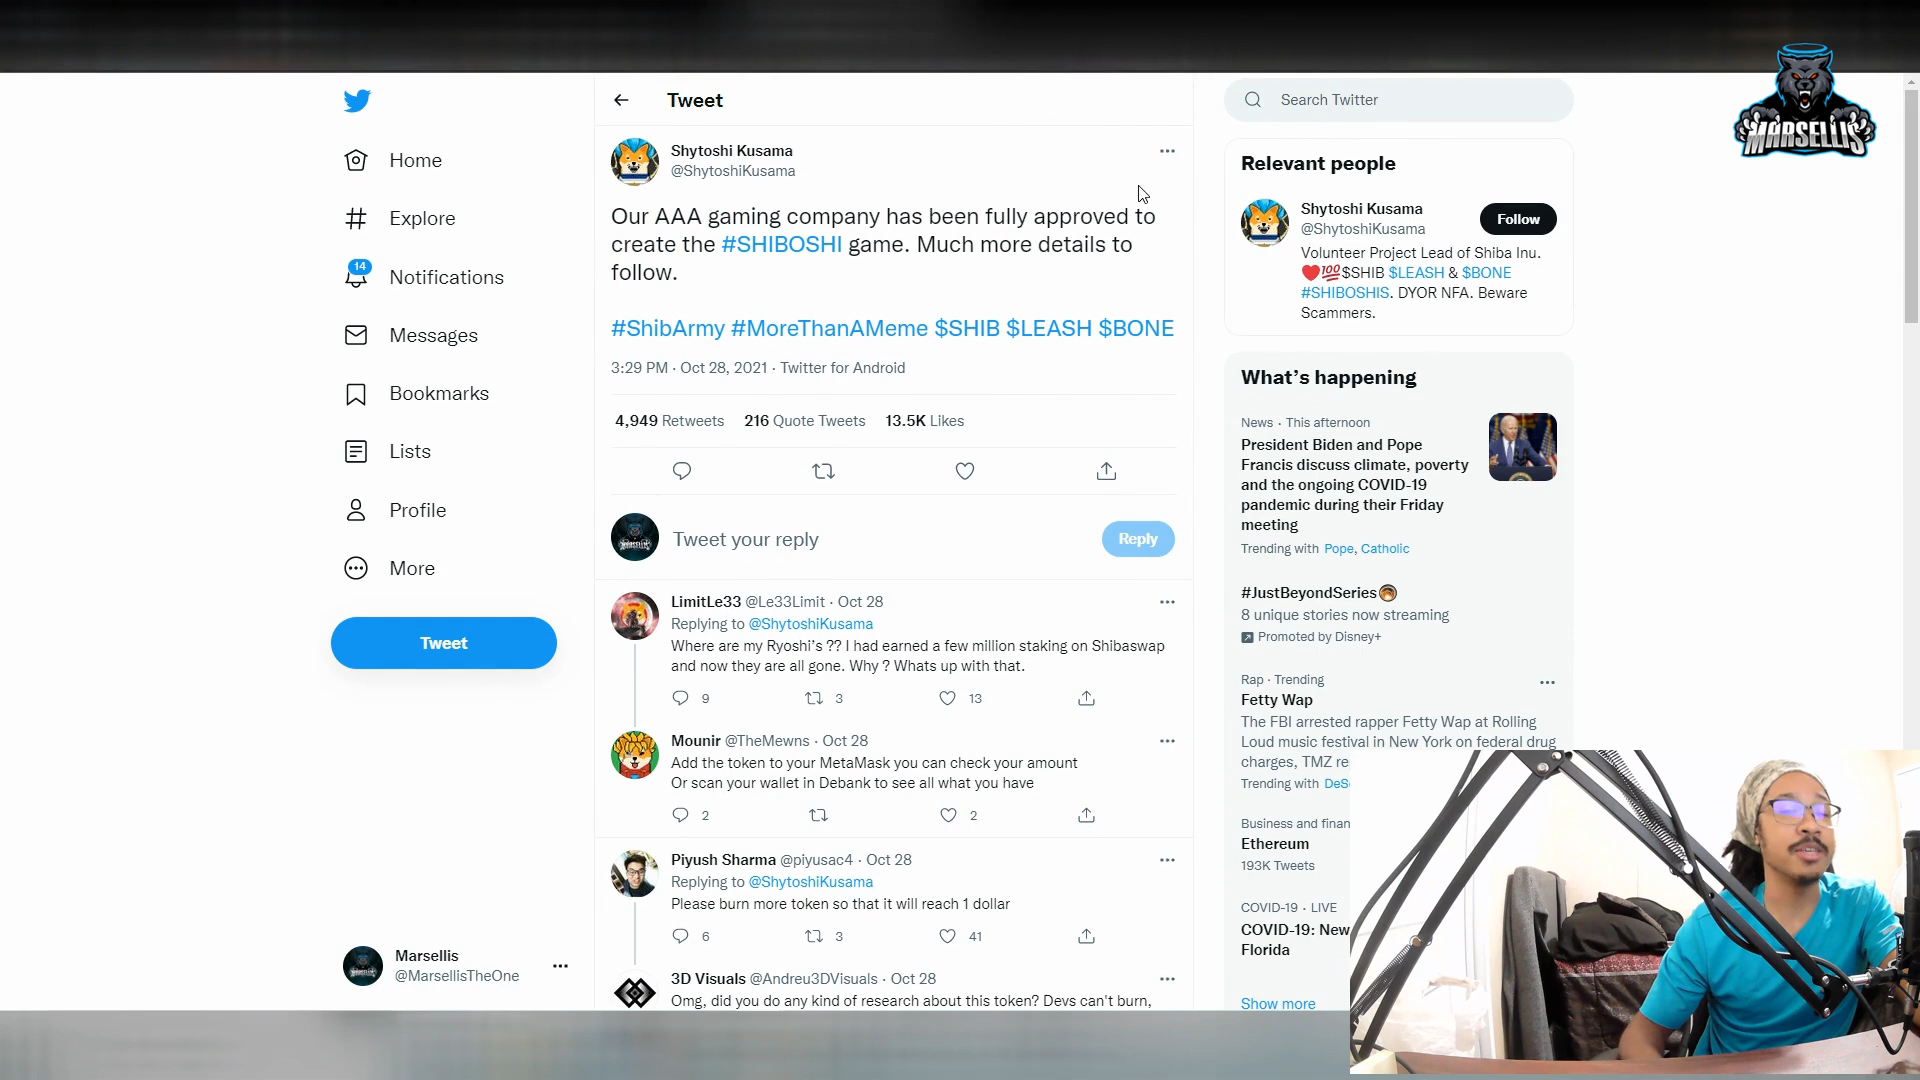 Tweet
Search Twitter
MARSELLIS
Home
Explore
14
Notifications
Messages
Bookmarks
Lists
Profile
More
Tweet
Marsellis
@MarsellisTheOne
Shytoshi Kusama
@ShytoshiKusama
Our AAA gaming company has been fully approved to
create the #SHIBOSHI game. Much more details to
follow.
#ShibArmy #MoreThanAMeme $SHIB $LEASH $BONE
3:29 PM · Oct 28, 2021 · Twitter for Android
4,949 Retweets 216 Quote Tweets 13.5K Likes
Tweet your reply
Reply
LimitLe33 @Le33Limit · Oct 28
Replying to @ShytoshiKusama
Where are my Ryoshi's ?? I had earned a few million staking on Shibaswap
and now they are all gone. Why ? Whats up with that.
9 3 13
Mounir @TheMewns · Oct 28
Add the token to your MetaMask you can check your amount
Or scan your wallet in Debank to see all what you have
2 2
Piyush Sharma @piyusac4 · Oct 28
Replying to @ShytoshiKusama
Please burn more token so that it will reach 1 dollar
6 3 41
3D Visuals @Andreu3DVisuals · Oct 28
Omg, did you do any kind of research about this token? Devs can't burn,
Relevant people
Shytoshi Kusama
@ShytoshiKusama
Follow
Volunteer Project Lead of Shiba Inu.
❤️💯$SHIB $LEASH & $BONE
#SHIBOSHIS. DYOR NFA. Beware
Scammers.
What's happening
News · This afternoon
President Biden and Pope
Francis discuss climate, poverty
and the ongoing COVID-19
pandemic during their Friday
meeting
Trending with Pope, Catholic
#JustBeyondSeries
8 unique stories now streaming
Promoted by Disney+
Rap · Trending
Fetty Wap
The FBI arrested rapper Fetty Wap at Rolling
Loud music festival in New York on federal drug
charges, TMZ re
Trending with DeS
Business and finan
Ethereum
193K Tweets
COVID-19 · LIVE
COVID-19: New
Florida
Show more